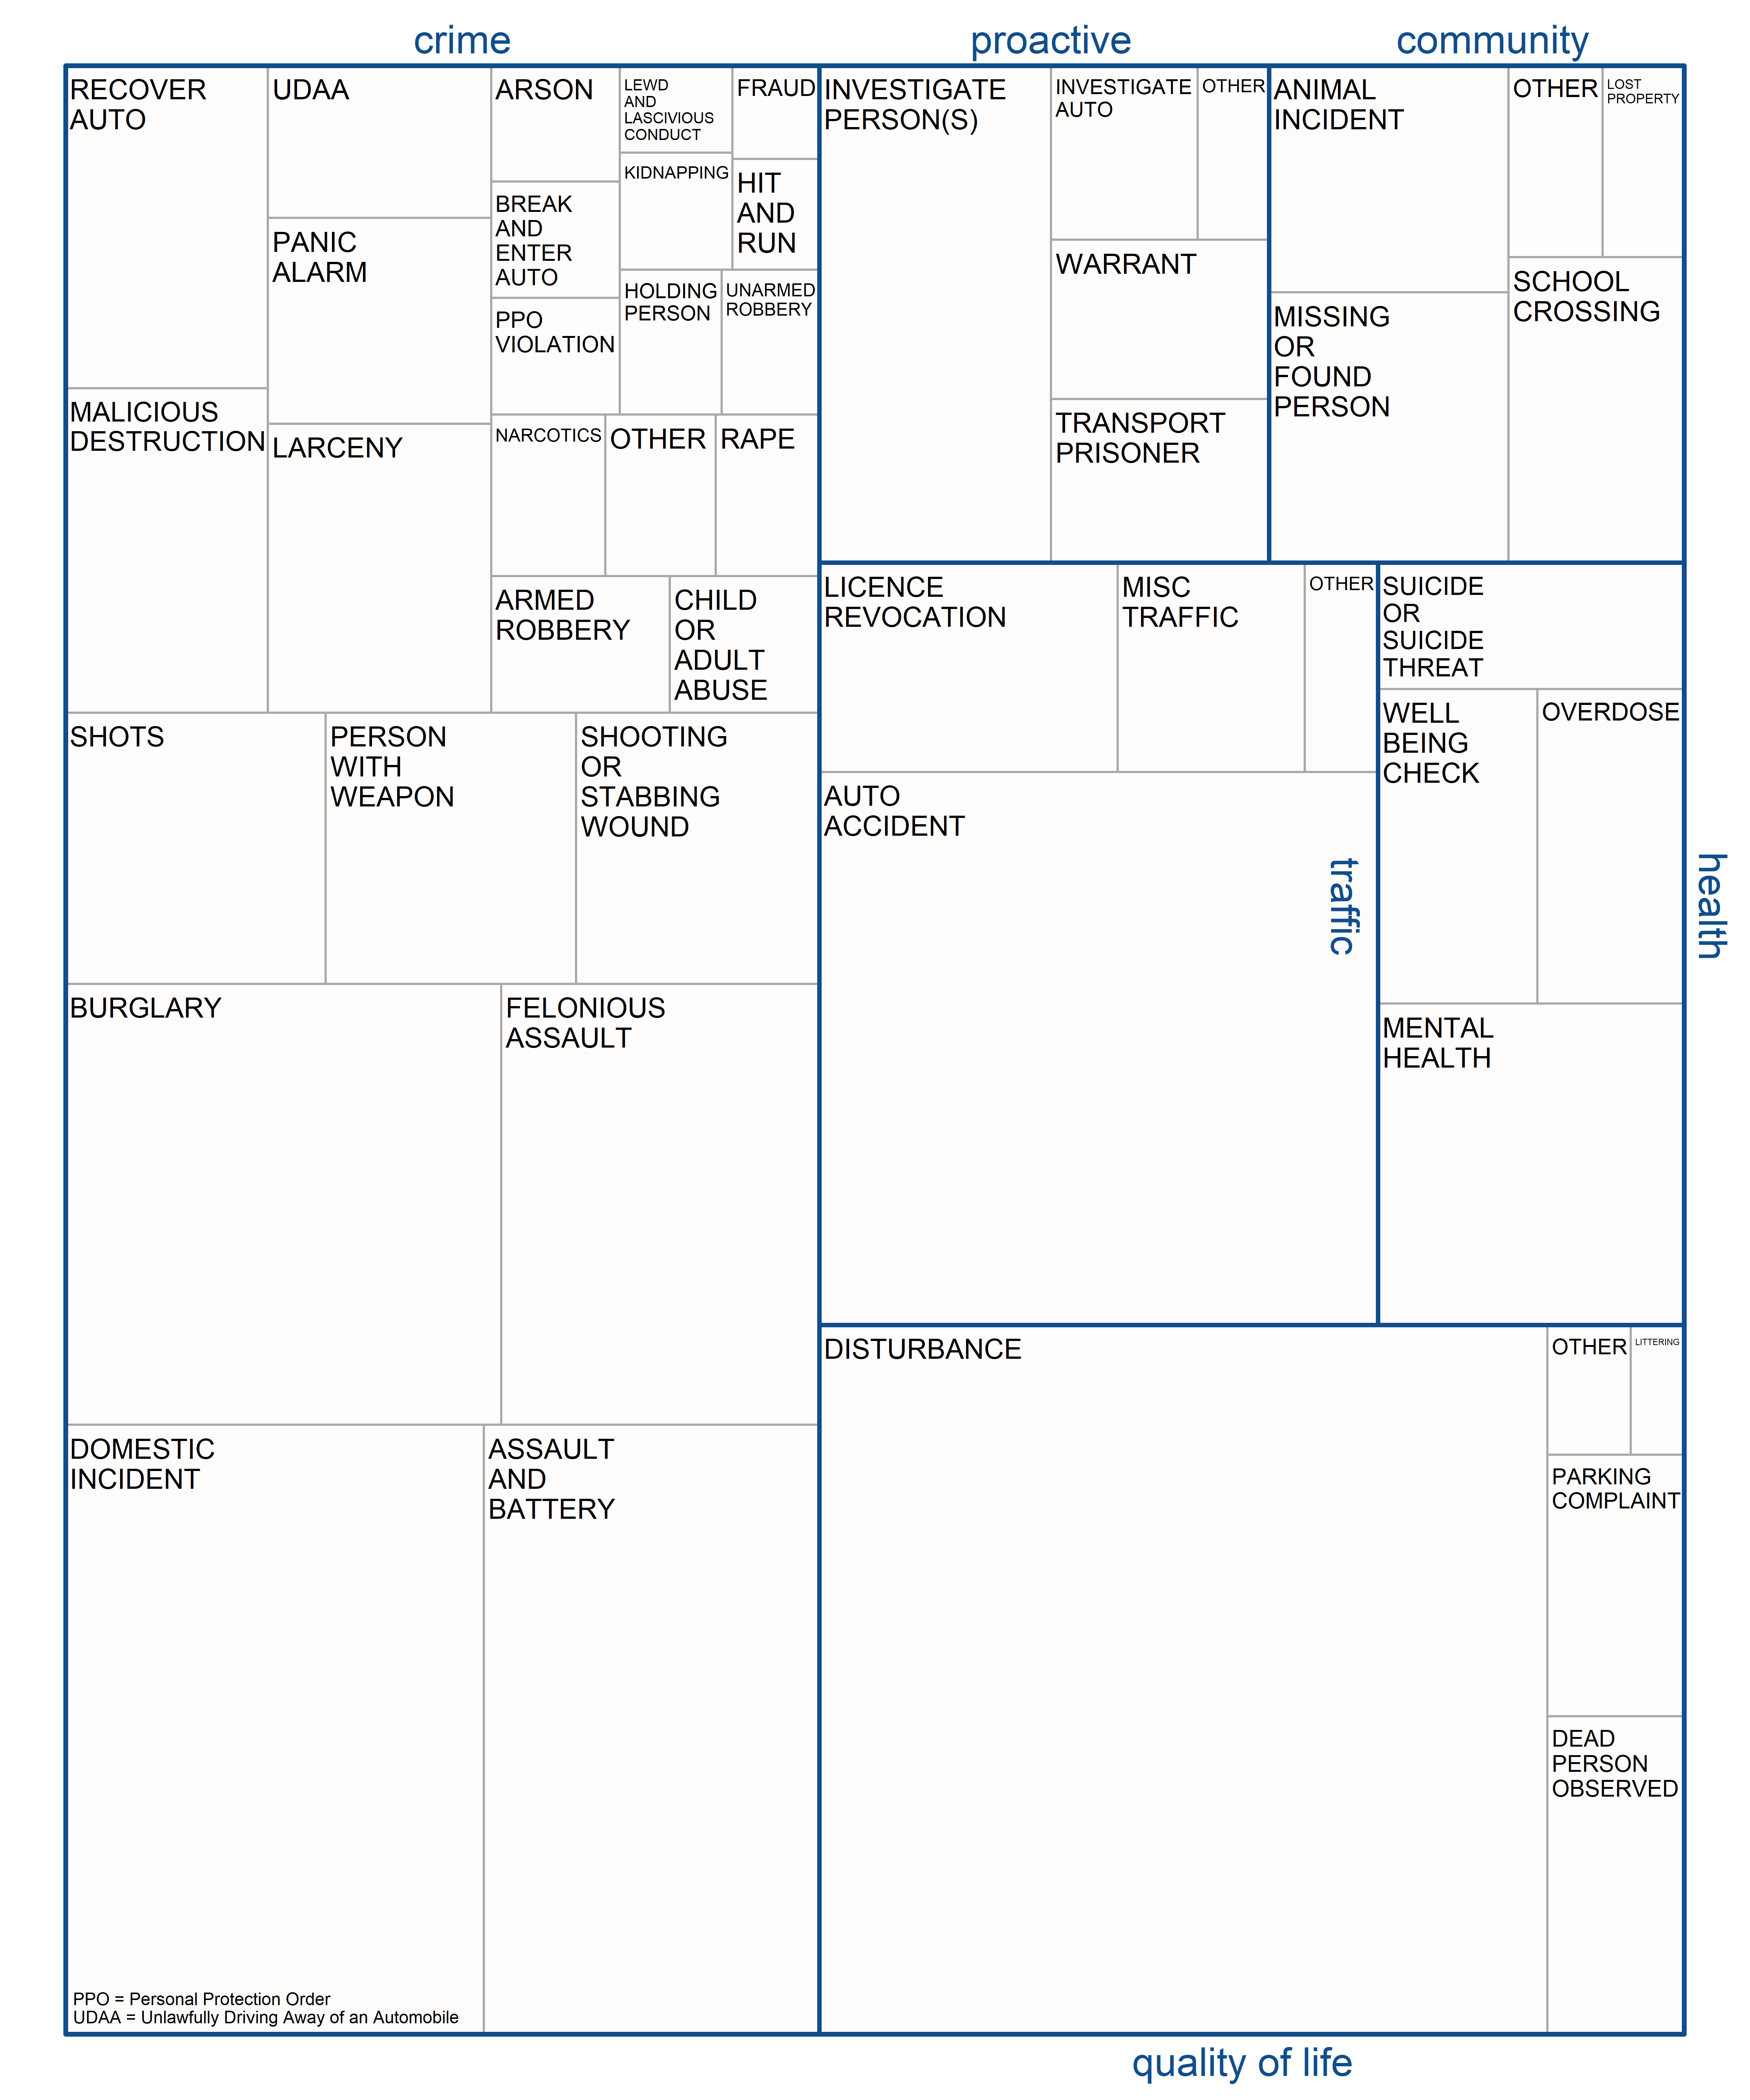 crime
proactive
community
RECOVER
AUTO
UDAA
ARSON
LEWD
AND
LASCIVIOUS
CONDUCT
FRAUD
KIDNAPPING
HIT
AND
RUN
BREAK
AND
ENTER
AUTO
PANIC
ALARM
HOLDING
PERSON
UNARMED
ROBBERY
PPO
VIOLATION
MALICIOUS
DESTRUCTION
LARCENY
NARCOTICS
OTHER
RAPE
ARMED
ROBBERY
CHILD
OR
ADULT
ABUSE
SHOTS
PERSON
WITH
WEAPON
SHOOTING
OR
STABBING
WOUND
BURGLARY
FELONIOUS
ASSAULT
DOMESTIC
INCIDENT
ASSAULT
AND
BATTERY
PPO = Personal Protection Order
UDAA = Unlawfully Driving Away of an Automobile
INVESTIGATE
PERSON(S)
INVESTIGATE
AUTO
OTHER
WARRANT
TRANSPORT
PRISONER
ANIMAL
INCIDENT
OTHER
LOST
PROPERTY
MISSING
OR
FOUND
PERSON
SCHOOL
CROSSING
LICENCE
REVOCATION
MISC
TRAFFIC
OTHER
AUTO
ACCIDENT
traffic
SUICIDE
OR
SUICIDE
THREAT
WELL
BEING
CHECK
OVERDOSE
MENTAL
HEALTH
health
DISTURBANCE
OTHER
LITTERING
PARKING
COMPLAINT
DEAD
PERSON
OBSERVED
quality of life